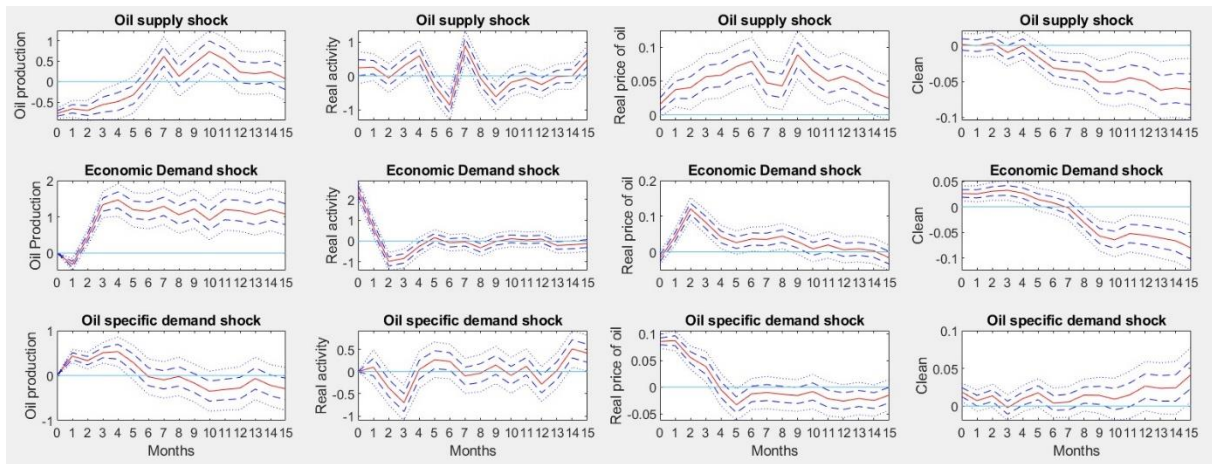 Oil supply shock
Oil production
1
0.5
0
-0.5
0 1 2 3 4 5 6 7 8 9 10 11 12 13 14 15
Oil supply shock
Real activity
1
0
-1
0 1 2 3 4 5 6 7 8 9 10 11 12 13 14 15
Oil supply shock
Real price of oil
0.1
0.05
0
0 1 2 3 4 5 6 7 8 9 10 11 12 13 14 15
Oil supply shock
Clean
0
-0.05
-0.1
0 1 2 3 4 5 6 7 8 9 10 11 12 13 14 15
Economic Demand shock
Oil Production
2
1
0
0 1 2 3 4 5 6 7 8 9 10 11 12 13 14 15
Economic Demand shock
Real activity
2
1
0
-1
0 1 2 3 4 5 6 7 8 9 10 11 12 13 14 15
Economic Demand shock
Real price of oil
0.2
0.1
0
0 1 2 3 4 5 6 7 8 9 10 11 12 13 14 15
Economic Demand shock
Clean
0.05
0
-0.05
-0.1
0 1 2 3 4 5 6 7 8 9 10 11 12 13 14 15
Oil specific demand shock
Oil production
1
0
-1
0 1 2 3 4 5 6 7 8 9 10 11 12 13 14 15
Months
Oil specific demand shock
Real activity
0.5
0
-0.5
-1
0 1 2 3 4 5 6 7 8 9 10 11 12 13 14 15
Months
Oil specific demand shock
Real price of oil
0.1
0.05
0
-0.05
0 1 2 3 4 5 6 7 8 9 10 11 12 13 14 15
Months
Oil specific demand shock
Clean
0.1
0.05
0
0 1 2 3 4 5 6 7 8 9 10 11 12 13 14 15
Months